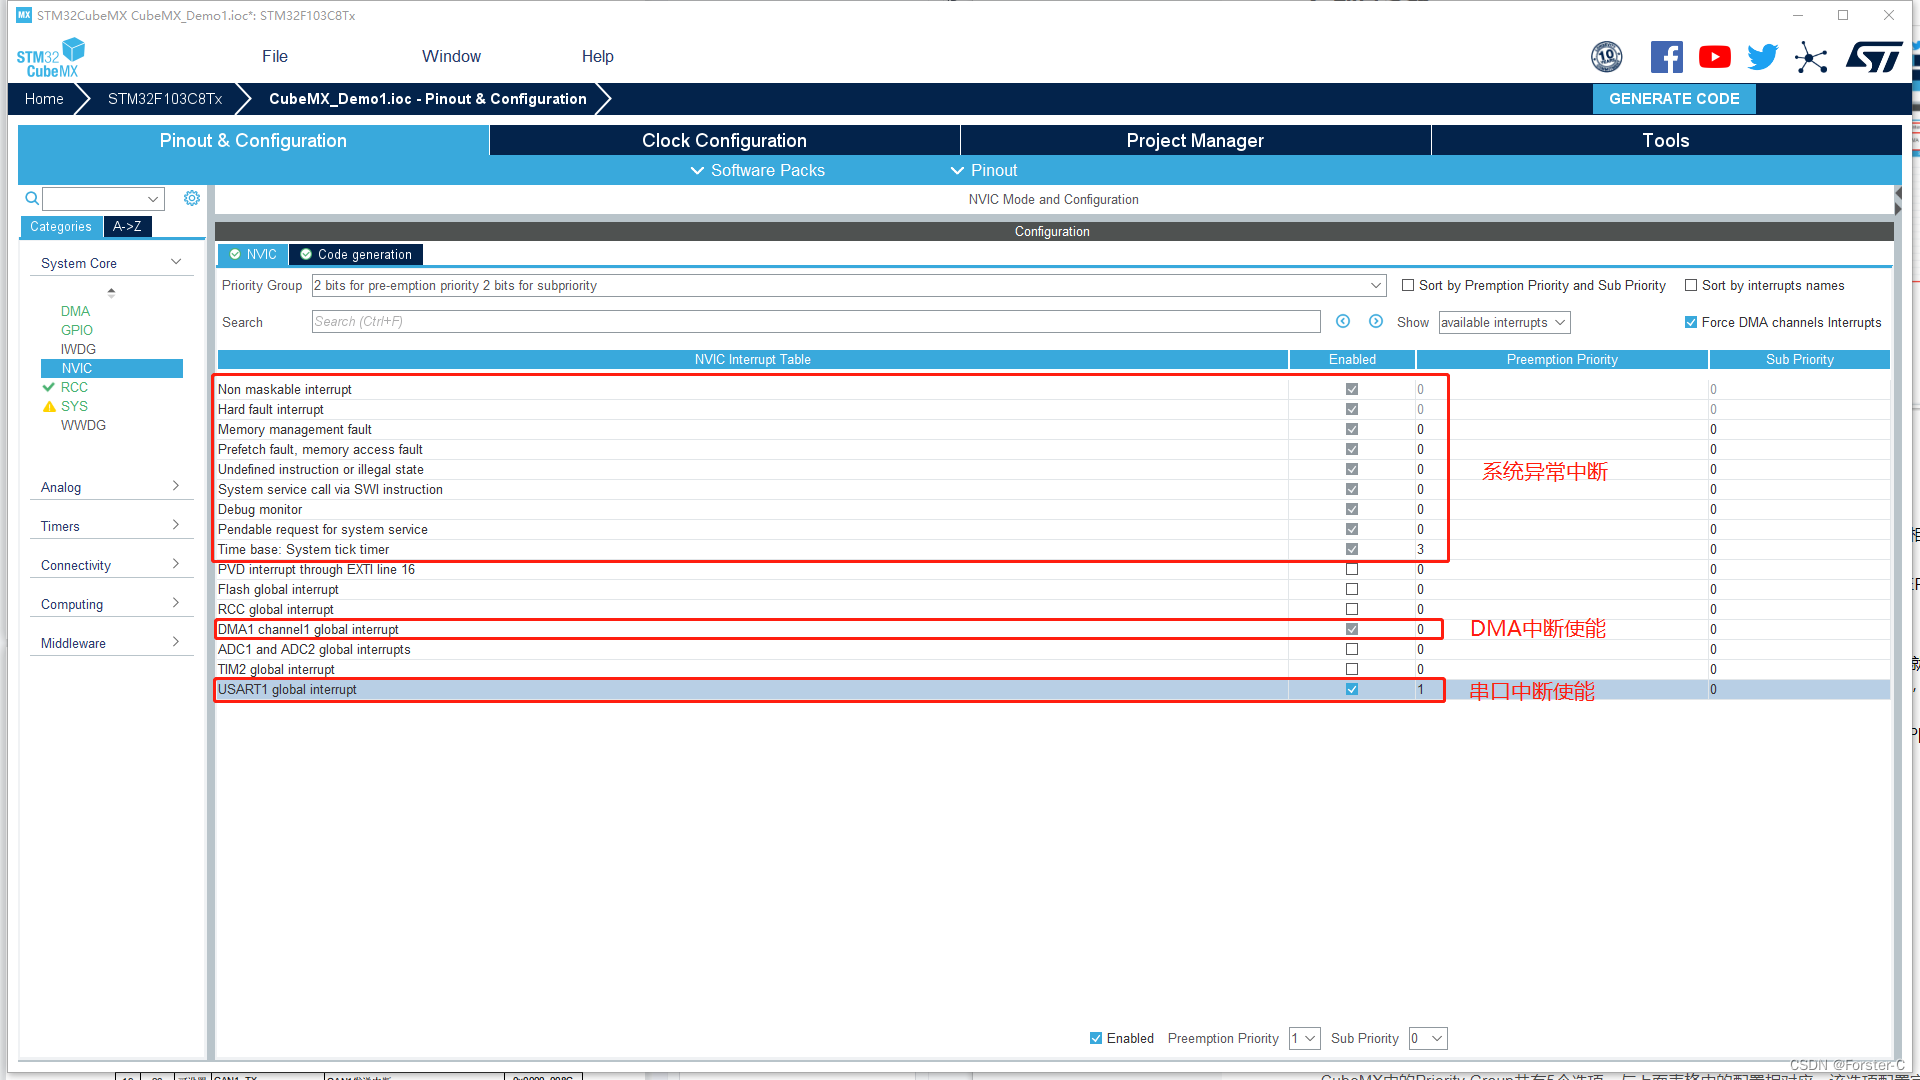 MX STM32CubeMX CubeMX_Demo1.ioc*: STM32F103C8Tx
STM32
CubeMX
File
Window
Help
10
Home
STM32F103C8Tx
CubeMX_Demo1.ioc - Pinout & Configuration
GENERATE CODE
Pinout & Configuration
Clock Configuration
Project Manager
Tools
Software Packs
Pinout
NVIC Mode and Configuration
Categories
A->Z
Configuration
System Core
DMA
GPIO
IWDG
NVIC
RCC
SYS
WWDG
Analog
Timers
Connectivity
Computing
Middleware
NVIC
Code generation
Priority Group
2 bits for pre-emption priority 2 bits for subpriority
Sort by Premption Priority and Sub Priority
Sort by interrupts names
Search
Search (Ctrl+F)
Show
available interrupts
Force DMA channels Interrupts
NVIC Interrupt Table Enabled Preemption Priority Sub Priority
Non maskable interrupt 0 0
Hard fault interrupt 0 0
Memory management fault 0 0
Prefetch fault, memory access fault 0 0
Undefined instruction or illegal state 0 0
系统异常中断
System service call via SWI instruction 0 0
Debug monitor 0 0
Pendable request for system service 0 0
Time base: System tick timer 3 0
PVD interrupt through EXTI line 16 0 0
Flash global interrupt 0 0
RCC global interrupt 0 0
DMA1 channel1 global interrupt 0 0
DMA中断使能
ADC1 and ADC2 global interrupts 0 0
TIM2 global interrupt 0 0
USART1 global interrupt 1 0
串口中断使能
Enabled
Preemption Priority
1
Sub Priority
0
CSDN @Forster-C